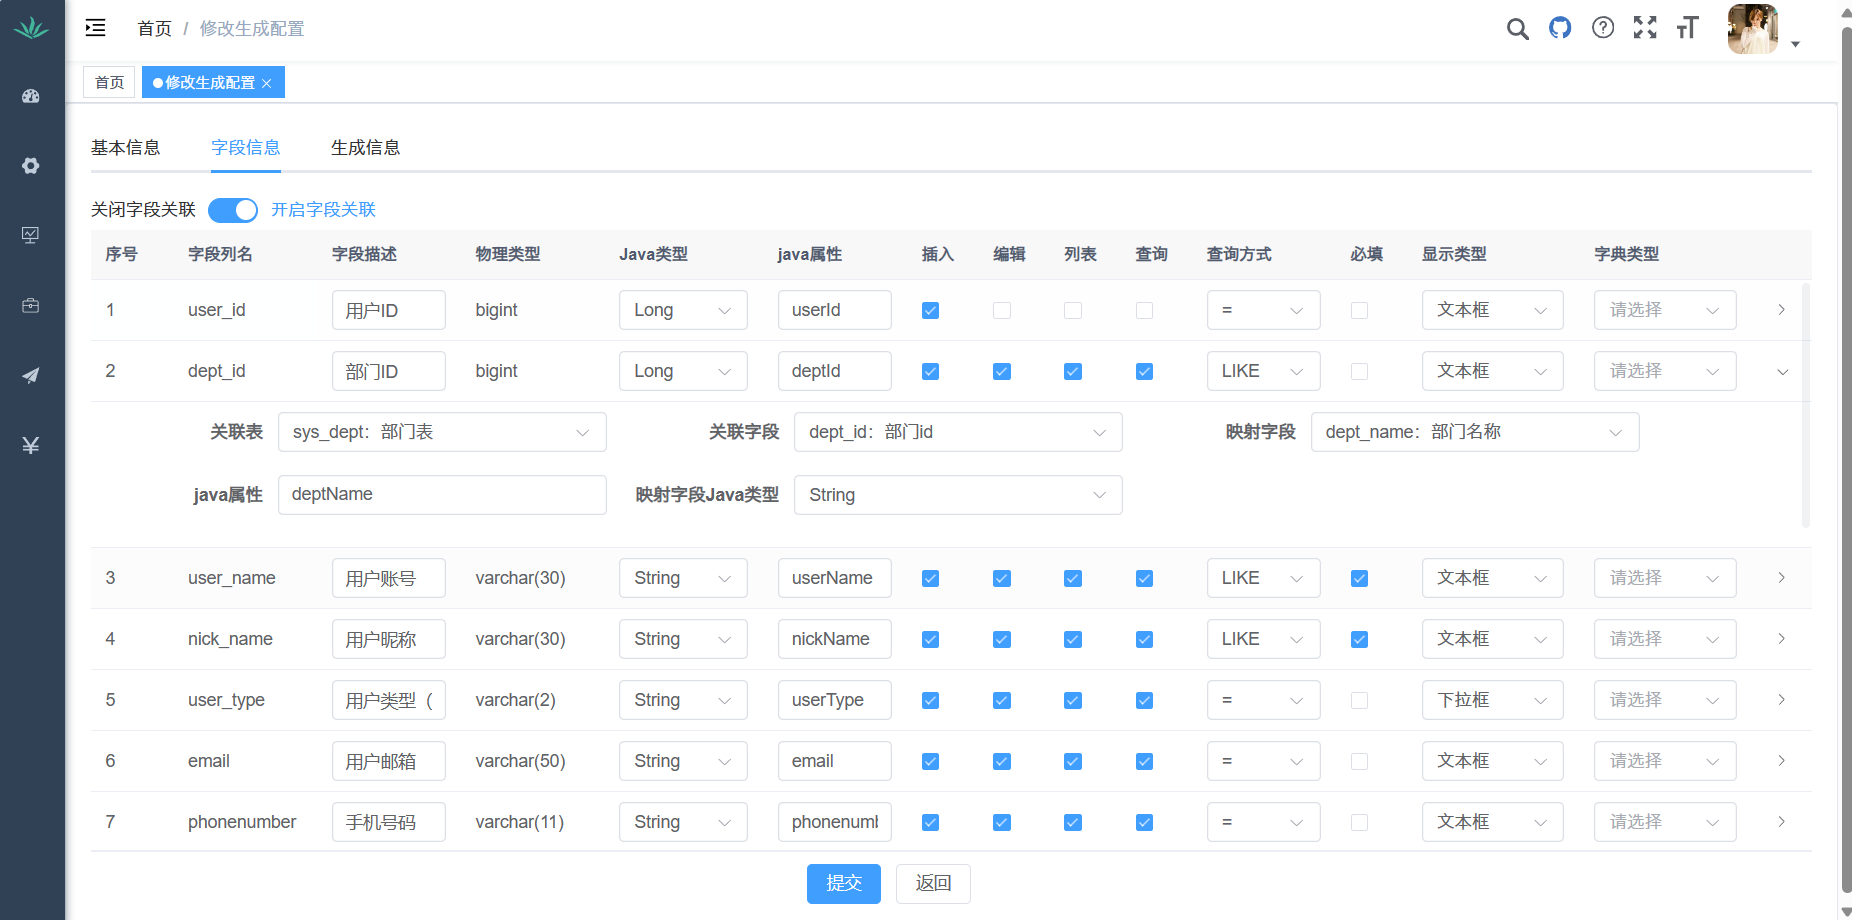 首页 / 修改生成配置
首页 修改生成配置
基本信息 字段信息 生成信息
关闭字段关联 开启字段关联
序号 字段列名 字段描述 物理类型 Java类型 java属性 插入 编辑 列表 查询 查询方式 必填 显示类型 字典类型
1 user_id 用户ID bigint Long userId = 文本框 请选择
2 dept_id 部门ID bigint Long deptId LIKE 文本框 请选择
关联表 sys_dept：部门表 关联字段 dept_id：部门id 映射字段 dept_name：部门名称
java属性 deptName 映射字段Java类型 String
3 user_name 用户账号 varchar(30) String userName LIKE 文本框 请选择
4 nick_name 用户昵称 varchar(30) String nickName LIKE 文本框 请选择
5 user_type 用户类型（ varchar(2) String userType = 下拉框 请选择
6 email 用户邮箱 varchar(50) String email = 文本框 请选择
7 phonenumber 手机号码 varchar(11) String phonenumb = 文本框 请选择
提交 返回